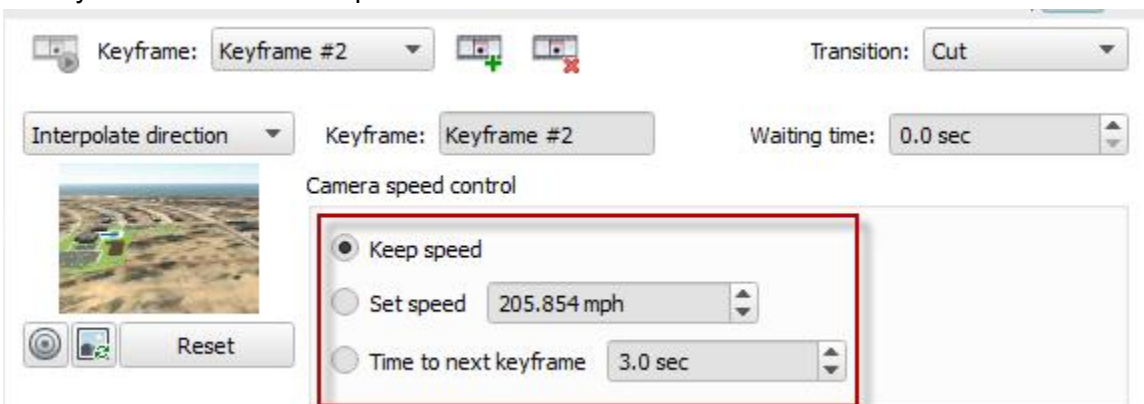 Keyframe: Keyframe #2 Transition: Cut
Interpolate direction Keyframe: Keyframe #2 Waiting time: 0.0 sec
Camera speed control
Keep speed
Set speed 205.854 mph
Reset
Time to next keyframe 3.0 sec